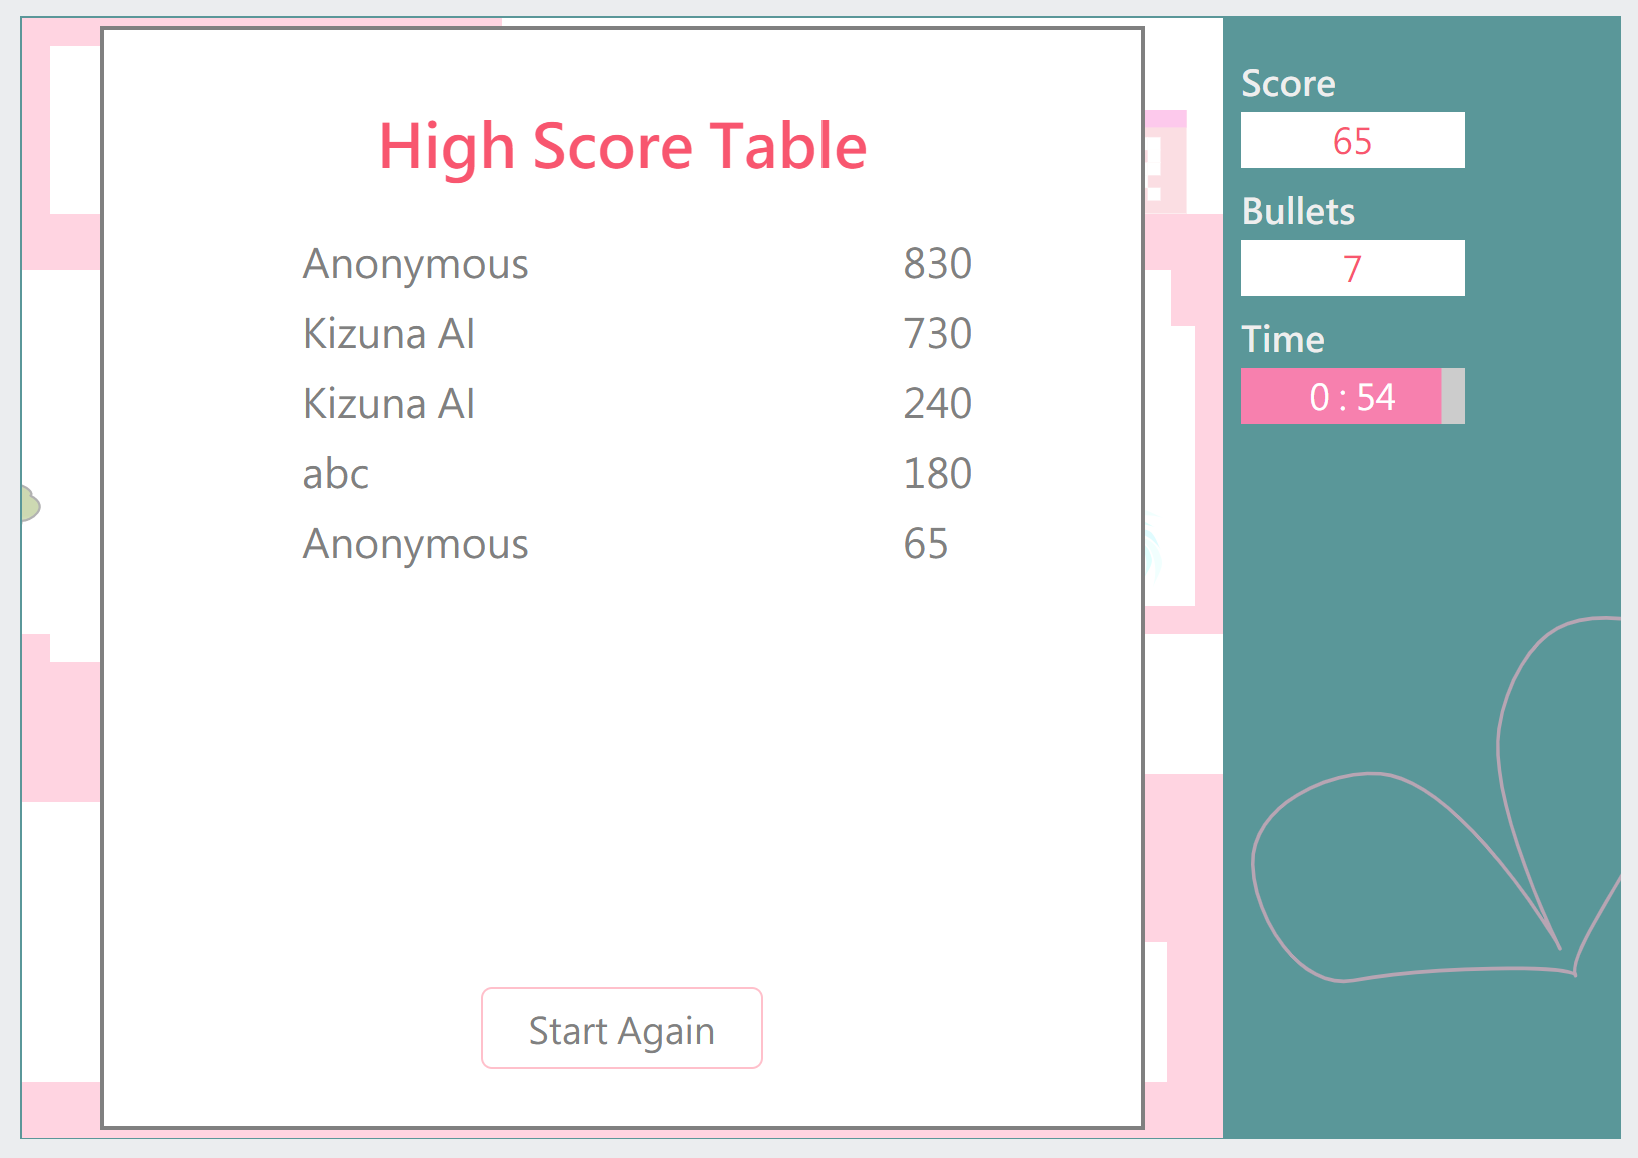 High Score Table
Anonymous 830
Kizuna AI 730
Kizuna AI 240
abc 180
Anonymous 65
Start Again
Score
65
Bullets
7
Time
0 : 54